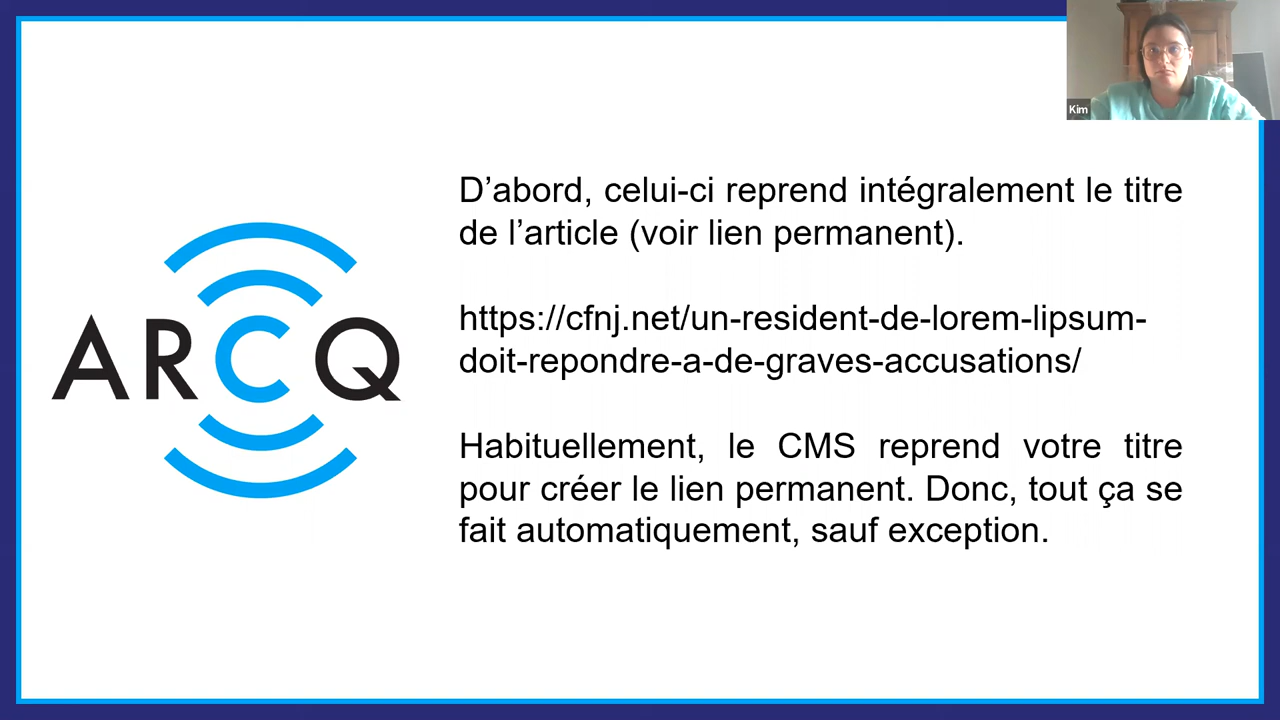 Kim
D’abord, celui-ci reprend intégralement le titre
de l’article (voir lien permanent).
https://cfnj.net/un-resident-de-lorem-lipsum-
doit-repondre-a-de-graves-accusations/
ARCQ
Habituellement, le CMS reprend votre titre
pour créer le lien permanent. Donc, tout ça se
fait automatiquement, sauf exception.